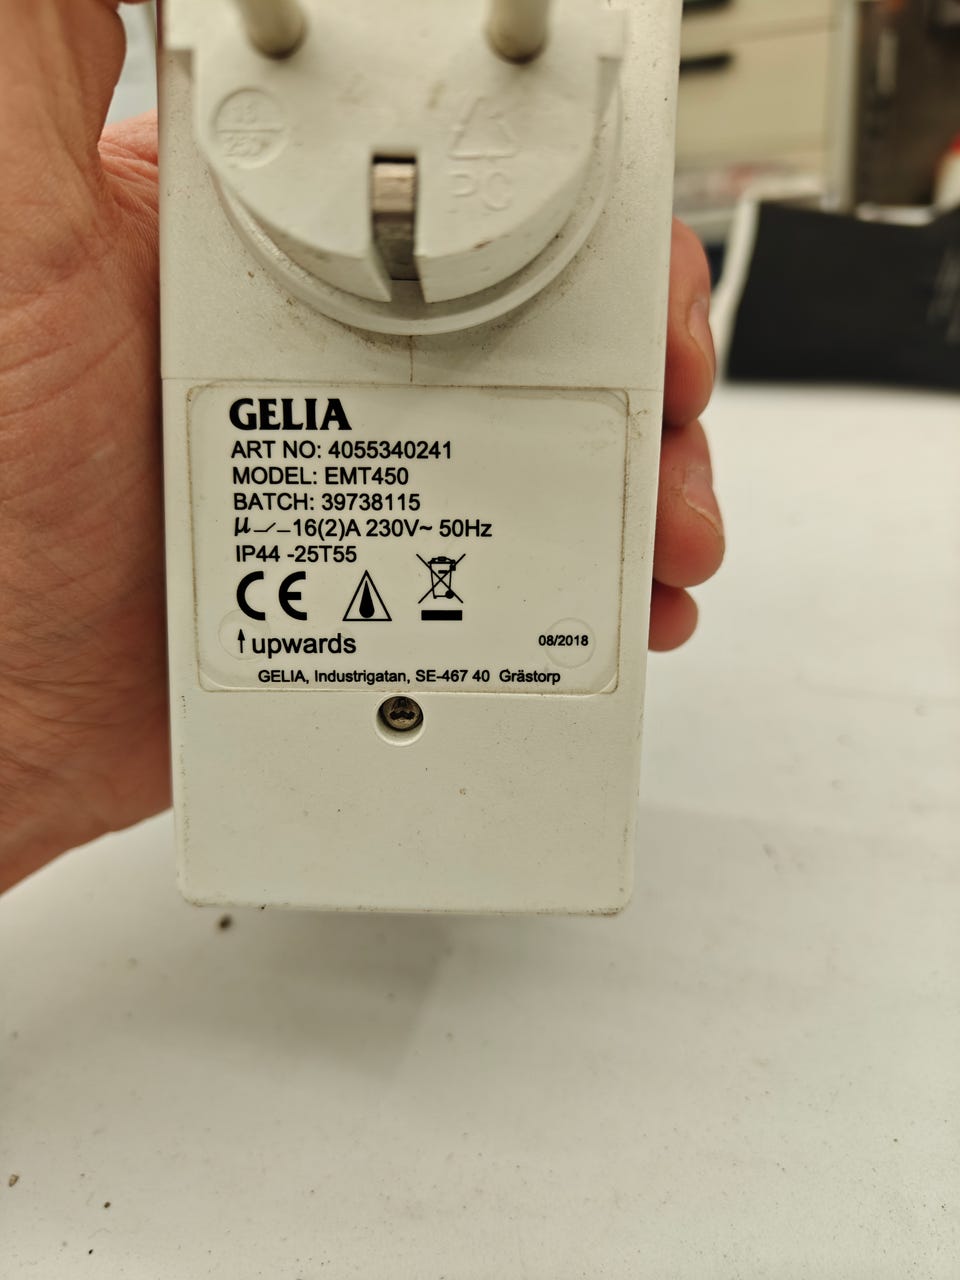 16
250~
PC
GELIA
ART NO: 4055340241
MODEL: EMT450
BATCH: 39738115
µ 16(2)A 230V~ 50Hz
IP44 -25T55
CE
↑ upwards
08/2018
GELIA, Industrigatan, SE-467 40 Grästorp